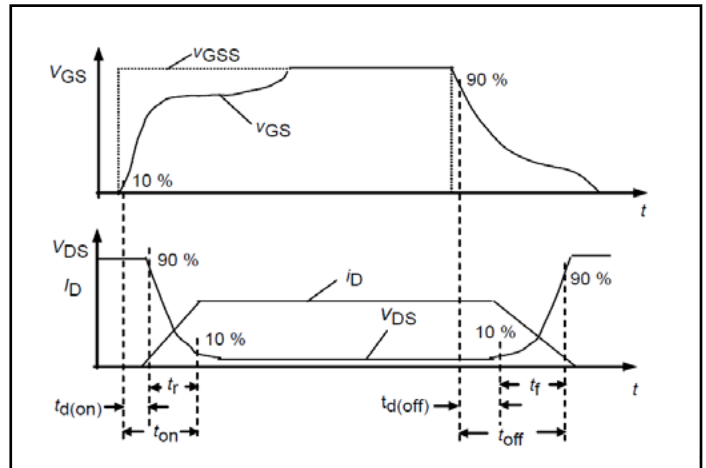 vGSS
VGS
90 %
vGS
10 %
t
VDS
90 %
ID
iD
90 %
VDS
10 %
10 %
tr
tf
t
td(on)
td(off)
ton
toff